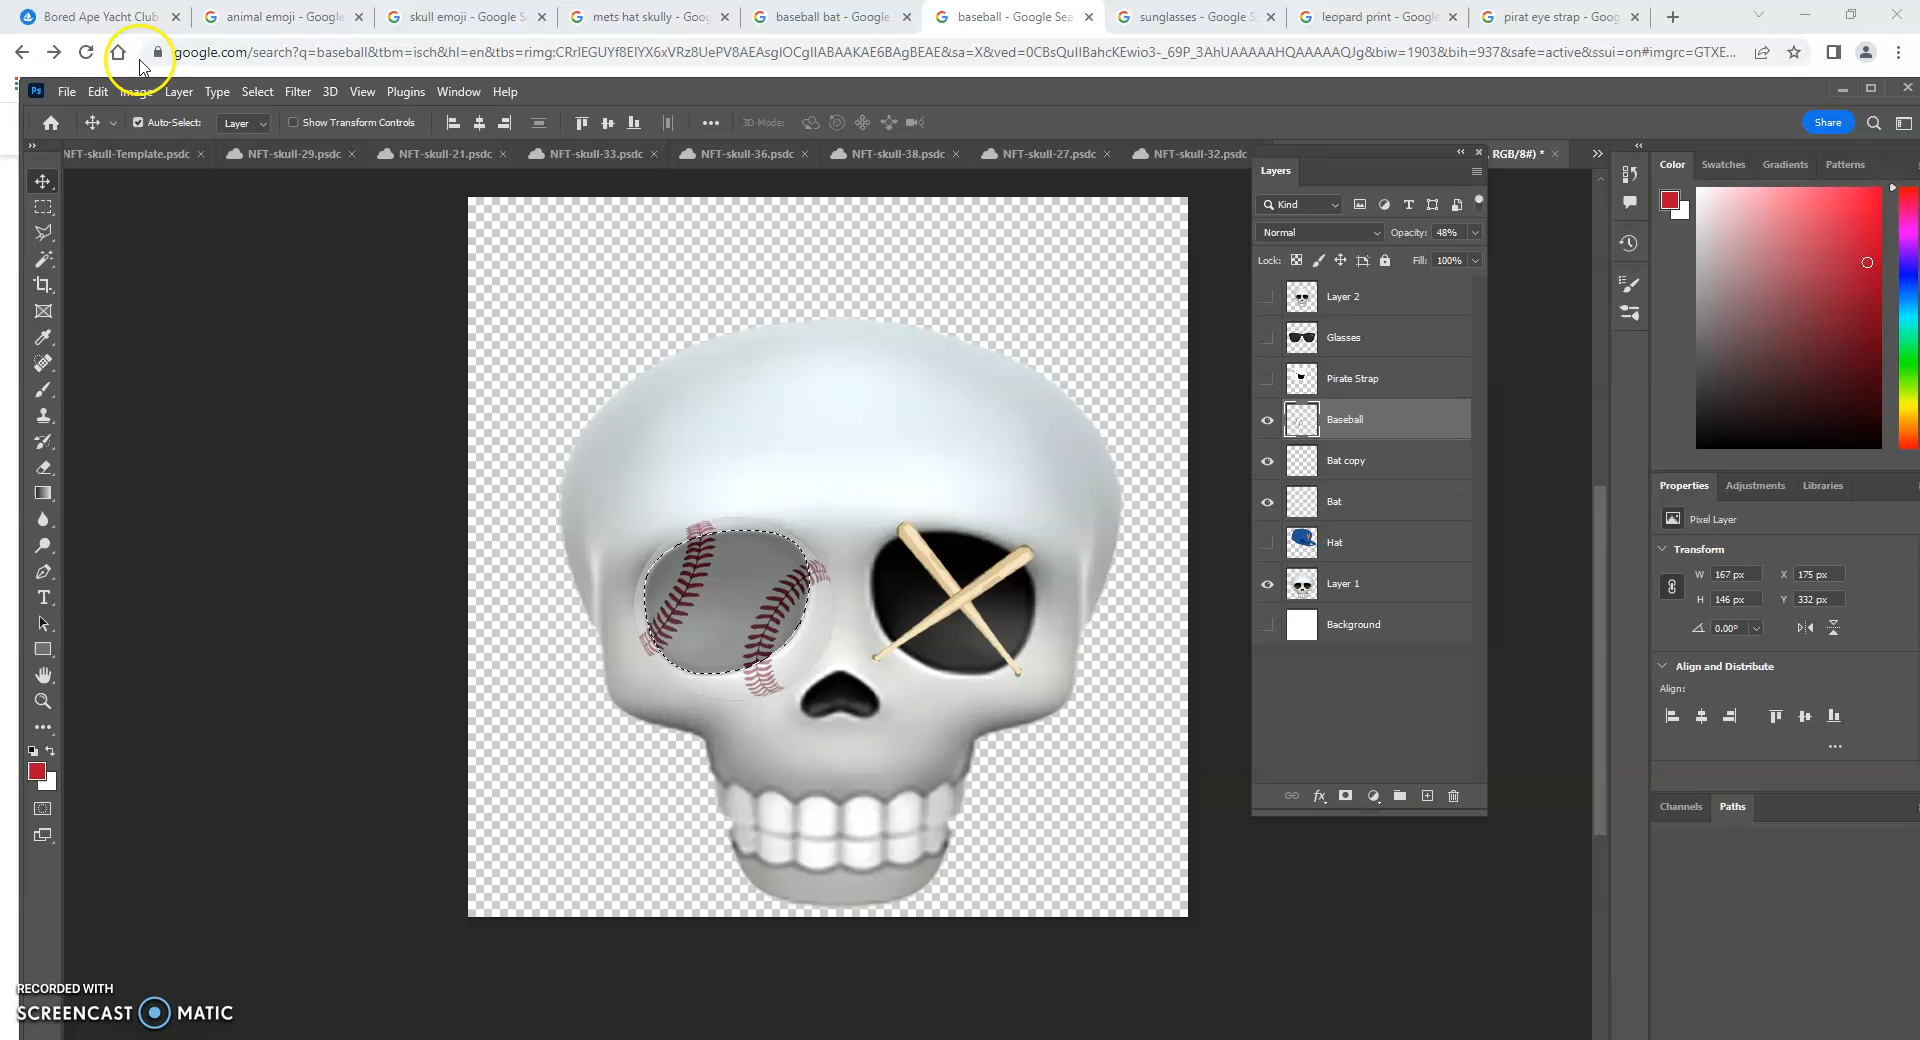 Bored Ape Yacht Club
animal emoji - Google
skull emoji - Google S
mets hat skully - Goog
baseball bat - Google
baseball - Google Sea
sunglasses - Google S
leopard print - Google
pirat eye strap - Goog
google.com/search?q=baseball&tbm=isch&hl=en&tbs=rimg:CRrIEGUYf8EIYX6xVRz8UePV8AEAsgIOCgIIABAAKAE6BAgBEAE&sa=X&ved=0CBsQuIIBahcKEwio3-_69P_3AhUAAAAAHQAAAAAQJg&biw=1903&bih=937&safe=active&ssui=on#imgrc=GTXE...
Ps File Edit Image Layer Type Select Filter 3D View Plugins Window Help
Auto-Select: Layer Show Transform Controls 3D Mode: Share
NFT-skull-Template.psdc NFT-skull-29.psdc NFT-skull-21.psdc NFT-skull-33.psdc NFT-skull-36.psdc NFT-skull-38.psdc NFT-skull-27.psdc NFT-skull-32.psdc , RGB/8#) *
Layers
Kind
Normal Opacity: 48%
Lock: Fill: 100%
Layer 2
Glasses
Pirate Strap
Baseball
Bat copy
Bat
Hat
Layer 1
Background
fx
Color Swatches Gradients Patterns
Properties Adjustments Libraries
Pixel Layer
Transform
W 167 px X 175 px
H 146 px Y 332 px
0.00°
Align and Distribute
Align:
Channels Paths
RECORDED WITH
SCREENCAST MATIC